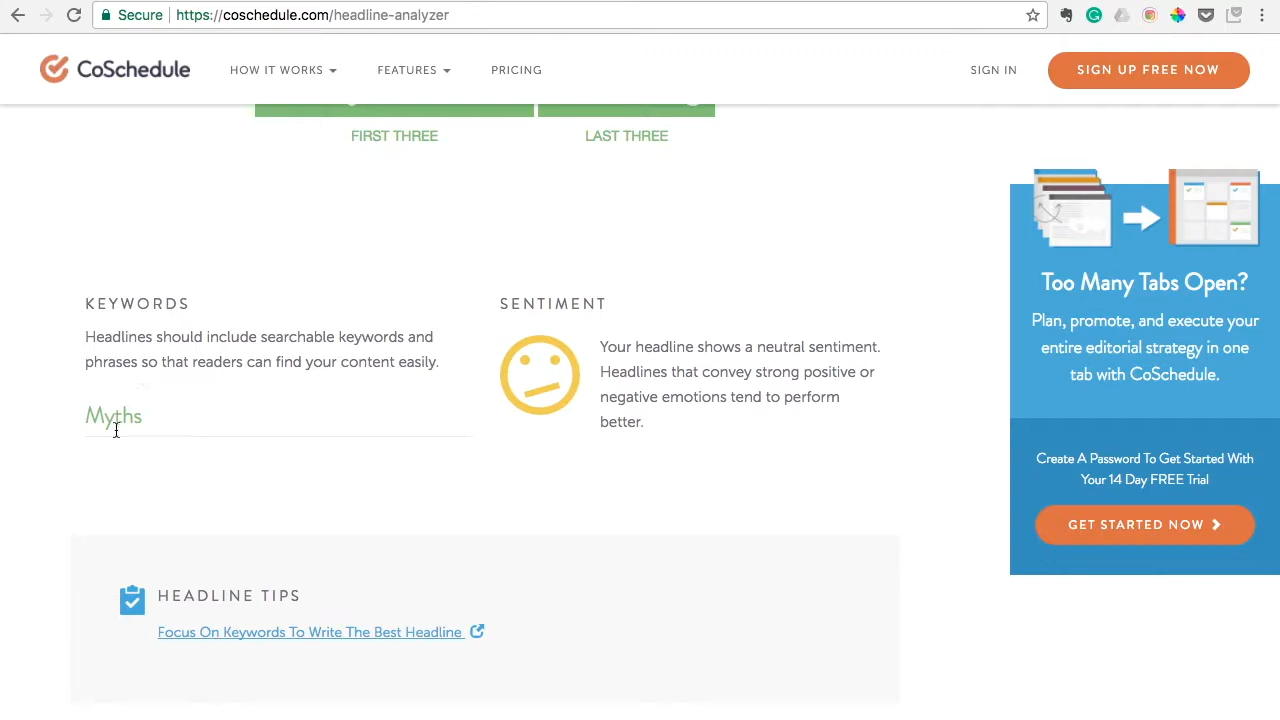 Secure
https://coschedule.com/headline-analyzer
CoSchedule
HOW IT WORKS
FEATURES
PRICING
SIGN IN
SIGN UP FREE NOW
FIRST THREE
LAST THREE
KEYWORDS
Headlines should include searchable keywords and
phrases so that readers can find your content easily.
Myths
SENTIMENT
Your headline shows a neutral sentiment.
Headlines that convey strong positive or
negative emotions tend to perform
better.
Too Many Tabs Open?
Plan, promote, and execute your
entire editorial strategy in one
tab with CoSchedule.
Create A Password To Get Started With
Your 14 Day FREE Trial
GET STARTED NOW
HEADLINE TIPS
Focus On Keywords To Write The Best Headline